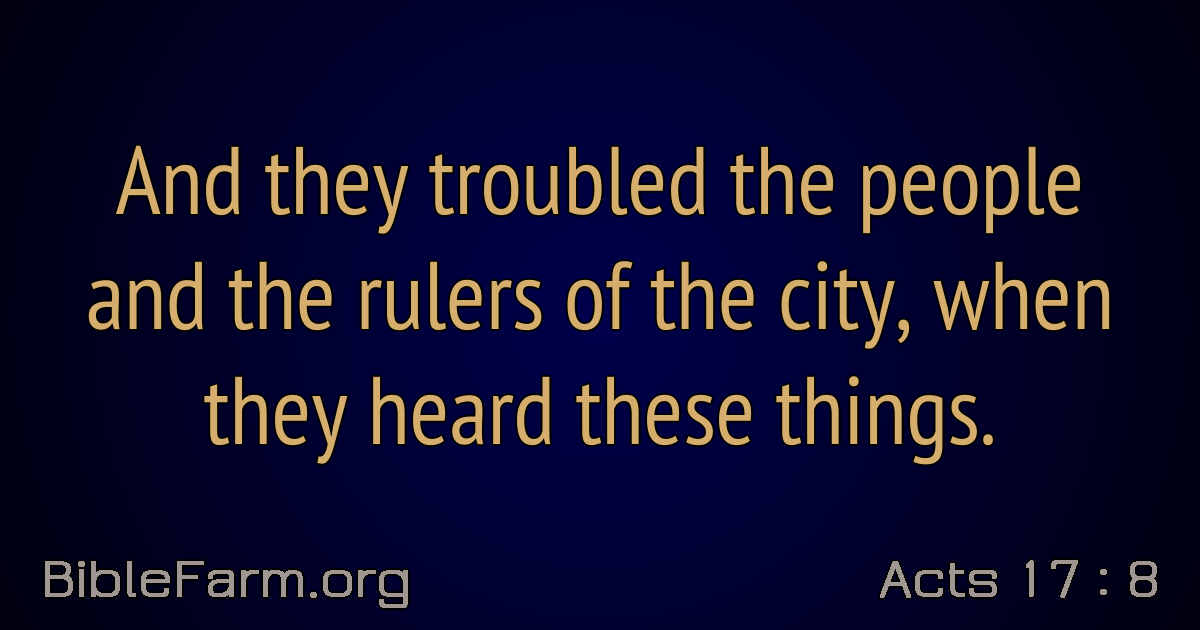 And they troubled the people
and the rulers of the city, when
they heard these things.
BibleFarm.org
Acts 17 : 8